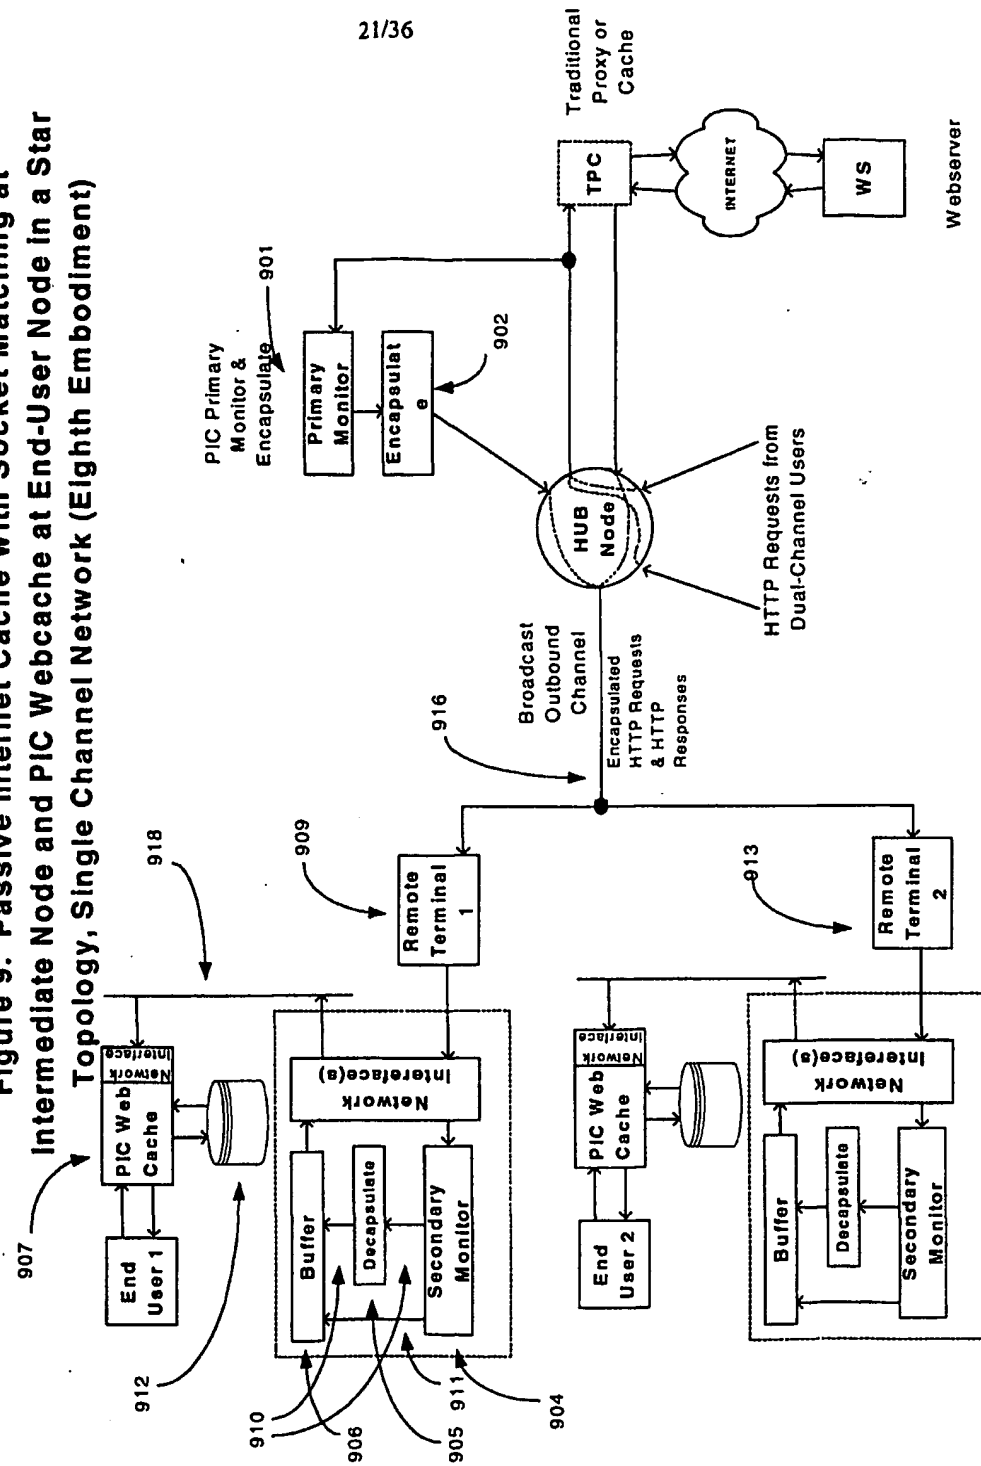 21/36
Figure 9. Passive Internet Cache with Socket Matching at
Intermediate Node and PIC Webcache at End-User Node in a Star
Topology, Single Channel Network (Eighth Embodiment)
907
918
909
916
PIC Primary
Monitor &
Encapsulate
901
902
Primary
Monitor
Encapsulat
e
Traditional
Proxy or
Cache
TPC
INTERNET
WS
Webserver
HUB
Node
HTTP Requests from
Dual-Channel Users
Broadcast
Outbound
Channel
Encapsulated
HTTP Requests
& HTTP
Responses
Remote
Terminal
1
End
User 1
PIC Web
Cache
Network
Interface
912
Buffer
Decapsulate
Secondary
Monitor
Network
Intereface(s)
910
906
905
911
904
913
Remote
Terminal
2
End
User 2
PIC Web
Cache
Network
Interface
Buffer
Decapsulate
Secondary
Monitor
Network
Intereface(s)